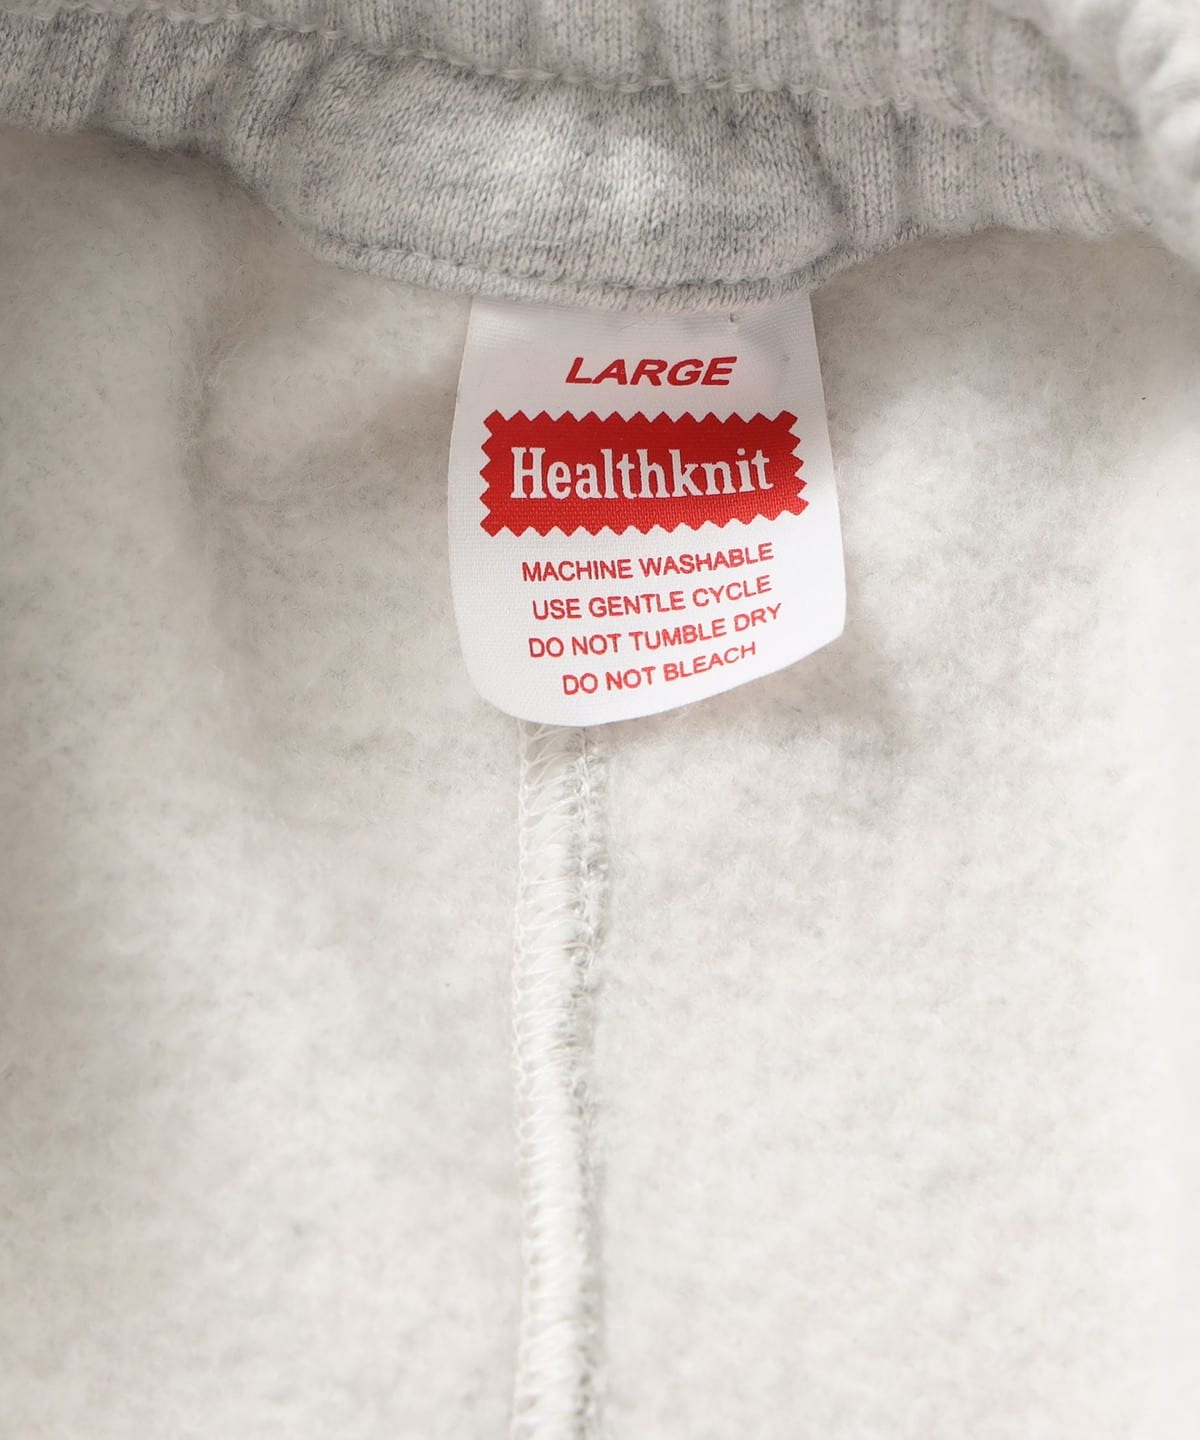 LARGE
Healthknit
MACHINE WASHABLE
USE GENTLE CYCLE
DO NOT TUMBLE DRY
DO NOT BLEACH